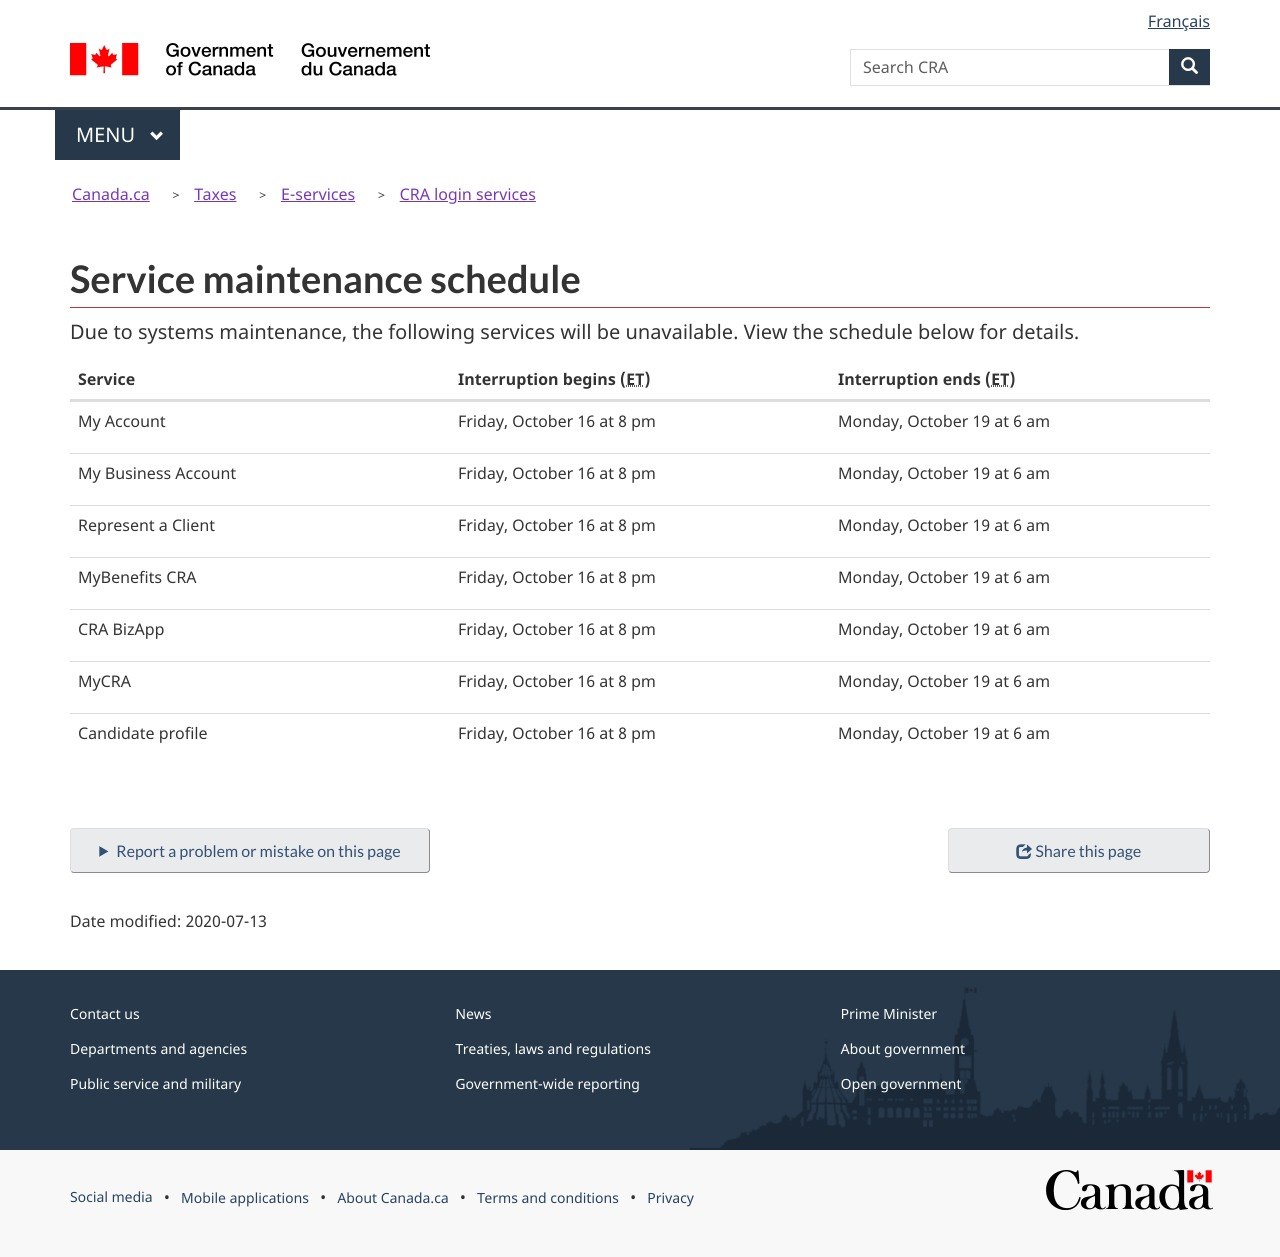 Français
Government of Canada
Gouvernement du Canada
Search CRA
MENU
Canada.ca > Taxes > E-services > CRA login services
Service maintenance schedule
Due to systems maintenance, the following services will be unavailable. View the schedule below for details.
Service Interruption begins (ET) Interruption ends (ET)
My Account Friday, October 16 at 8 pm Monday, October 19 at 6 am
My Business Account Friday, October 16 at 8 pm Monday, October 19 at 6 am
Represent a Client Friday, October 16 at 8 pm Monday, October 19 at 6 am
MyBenefits CRA Friday, October 16 at 8 pm Monday, October 19 at 6 am
CRA BizApp Friday, October 16 at 8 pm Monday, October 19 at 6 am
MyCRA Friday, October 16 at 8 pm Monday, October 19 at 6 am
Candidate profile Friday, October 16 at 8 pm Monday, October 19 at 6 am
Report a problem or mistake on this page
Share this page
Date modified: 2020-07-13
Contact us News Prime Minister
Departments and agencies Treaties, laws and regulations About government
Public service and military Government-wide reporting Open government
Social media • Mobile applications • About Canada.ca • Terms and conditions • Privacy
Canada